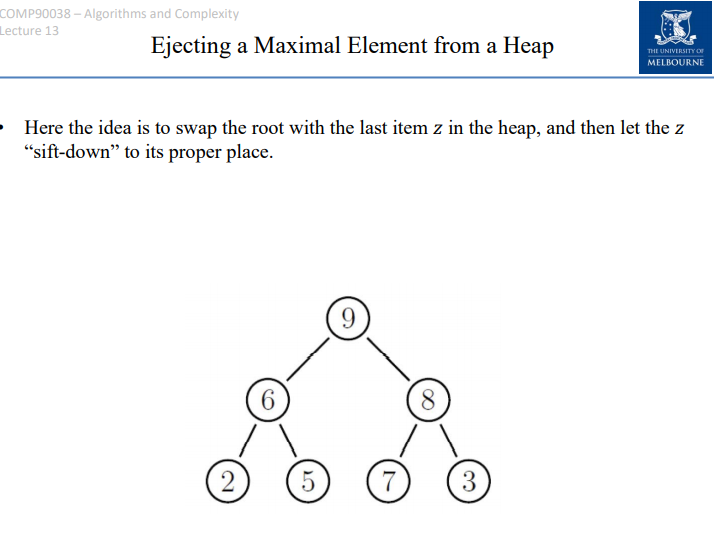 COMP90038 – Algorithms and Complexity
Lecture 13
Ejecting a Maximal Element from a Heap
THE UNIVERSITY OF
MELBOURNE
• Here the idea is to swap the root with the last item z in the heap, and then let the z
“sift-down” to its proper place.
9
6 8
2 5 7 3